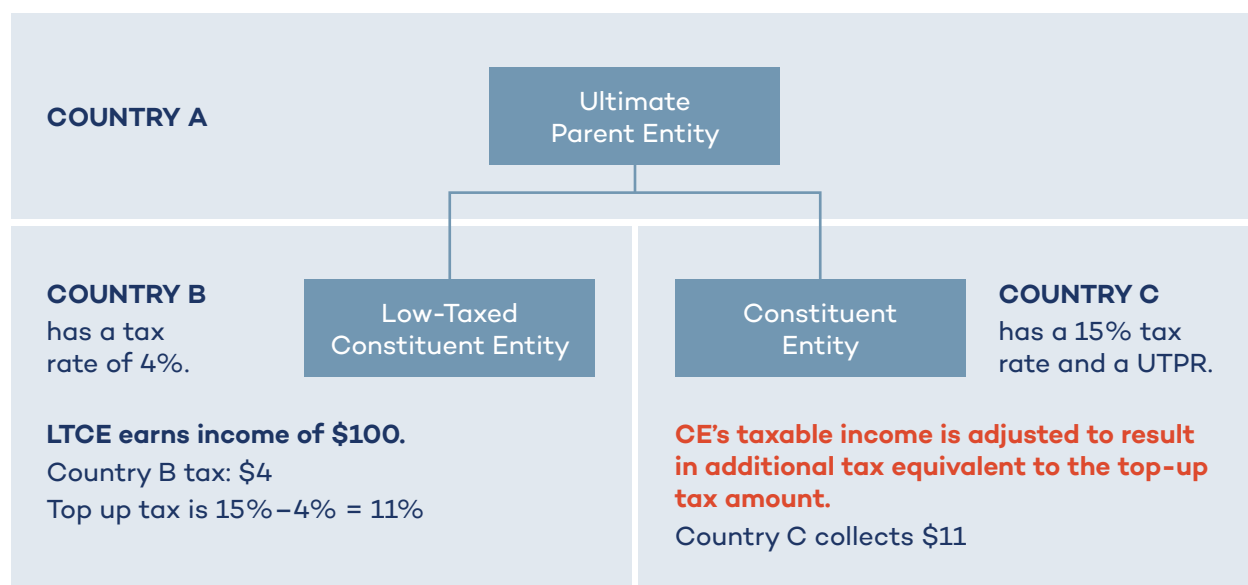 COUNTRY A
Ultimate
Parent Entity
COUNTRY B
has a tax
rate of 4%.
Low-Taxed
Constituent Entity
LTCE earns income of $100.
Country B tax: $4
Top up tax is 15%–4% = 11%
Constituent
Entity
COUNTRY C
has a 15% tax
rate and a UTPR.
CE’s taxable income is adjusted to result
in additional tax equivalent to the top-up
tax amount.
Country C collects $11